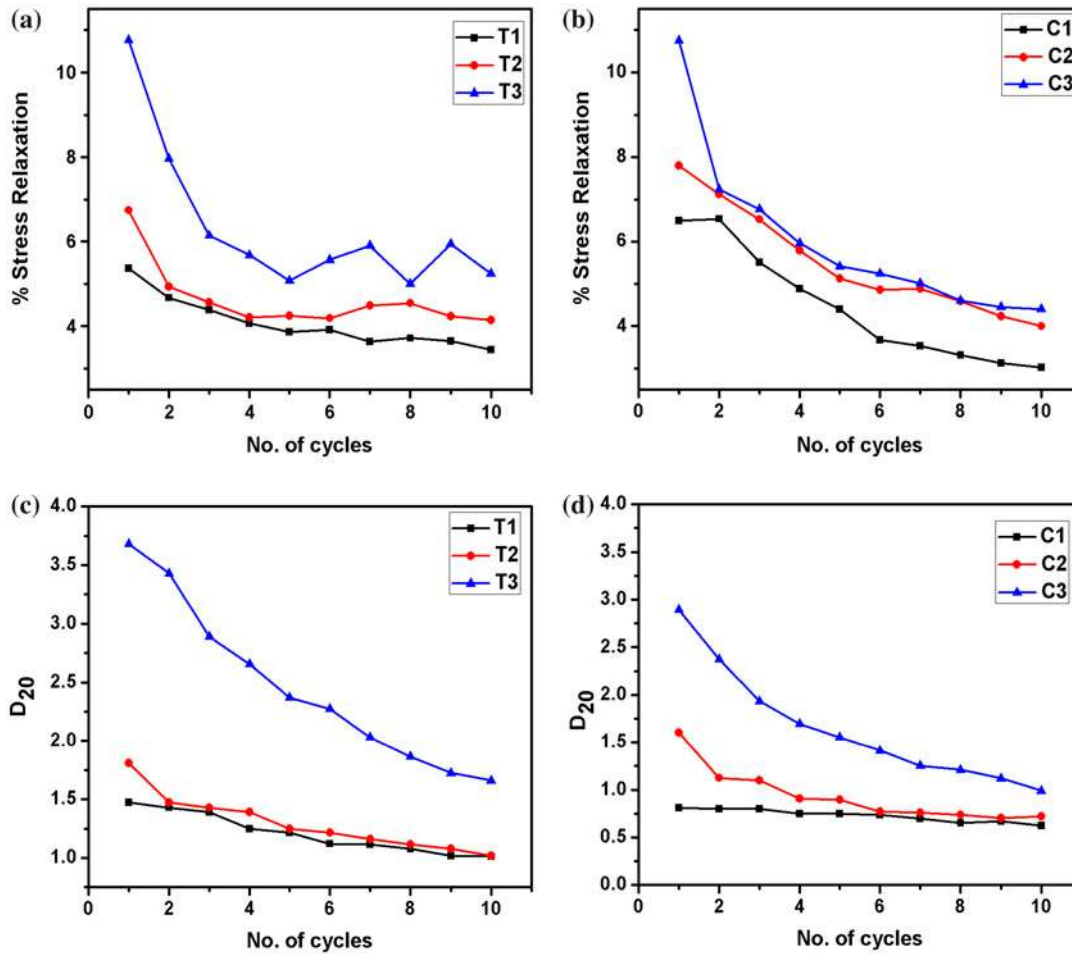 (a)
T1
T2
T3
% Stress Relaxation
10
8
6
4
0 2 4 6 8 10
No. of cycles
(b)
C1
C2
C3
% Stress Relaxation
10
8
6
4
0 2 4 6 8 10
No. of cycles
(c)
T1
T2
T3
D20
4.0
3.5
3.0
2.5
2.0
1.5
1.0
0 2 4 6 8 10
No. of cycles
(d)
C1
C2
C3
D20
4.0
3.5
3.0
2.5
2.0
1.5
1.0
0.5
0.0
0 2 4 6 8 10
No. of cycles